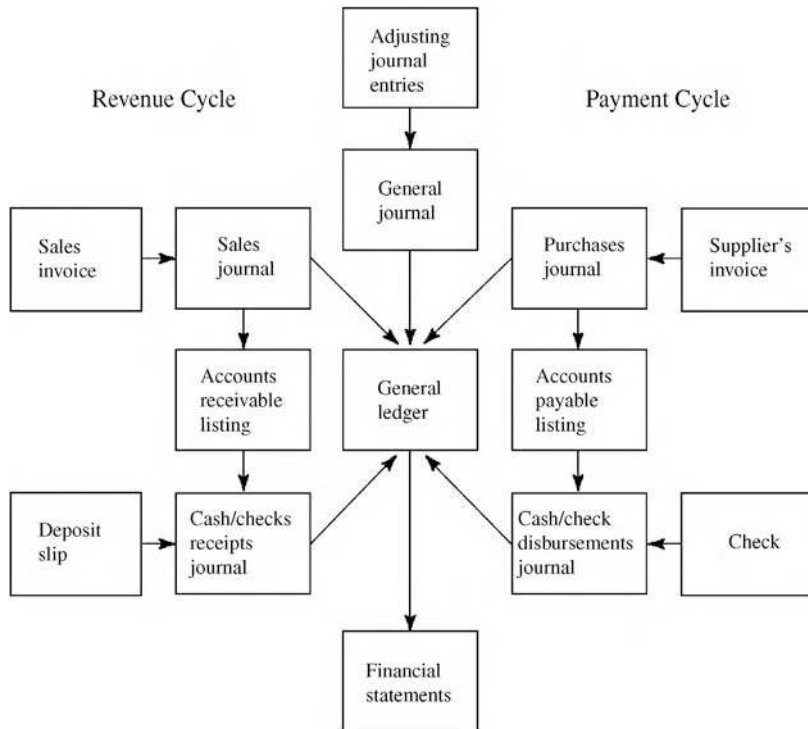 Adjusting
journal
entries
Revenue Cycle
Payment Cycle
General
journal
Sales
invoice
Sales
journal
Purchases
journal
Supplier's
invoice
Accounts
receivable
listing
General
ledger
Accounts
payable
listing
Deposit
slip
Cash/checks
receipts
journal
Cash/check
disbursements
journal
Check
Financial
statements